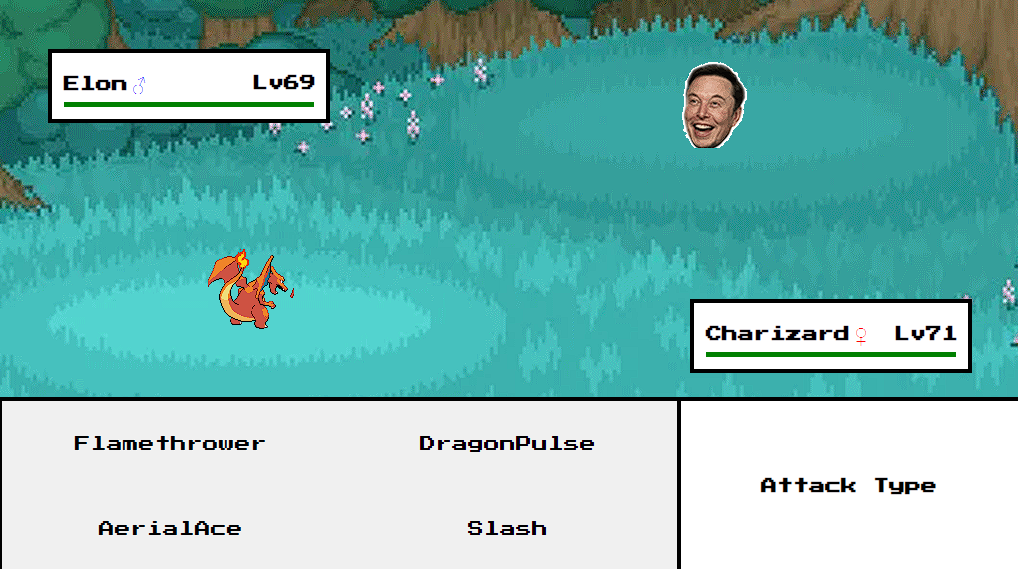 Elon♂ Lv69
Charizard♀ Lv71
Flamethrower DragonPulse
Attack Type
AerialAce Slash